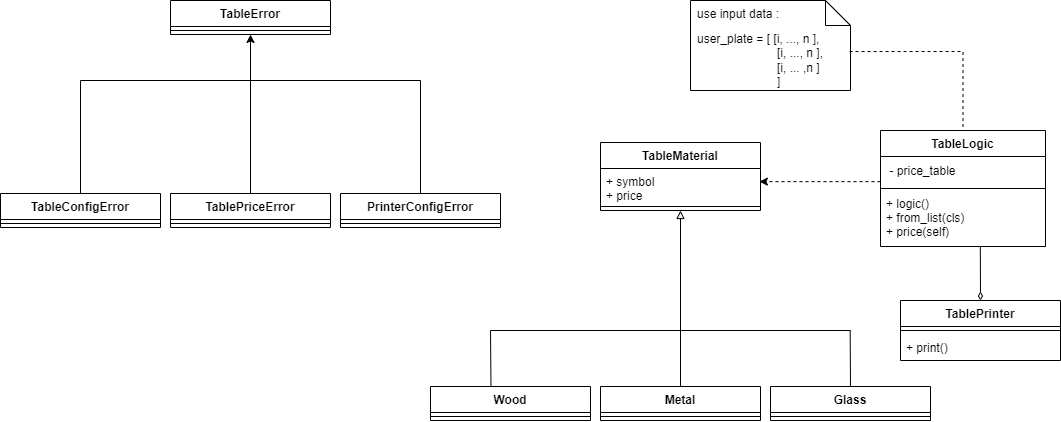 TableError
use input data :
user_plate = [ [i, ..., n ],
[i, ..., n ],
[i, ... ,n ]
]
TableLogic
- price_table
+ logic()
+ from_list(cls)
+ price(self)
TableMaterial
+ symbol
+ price
TableConfigError
TablePriceError
PrinterConfigError
TablePrinter
+ print()
Wood
Metal
Glass